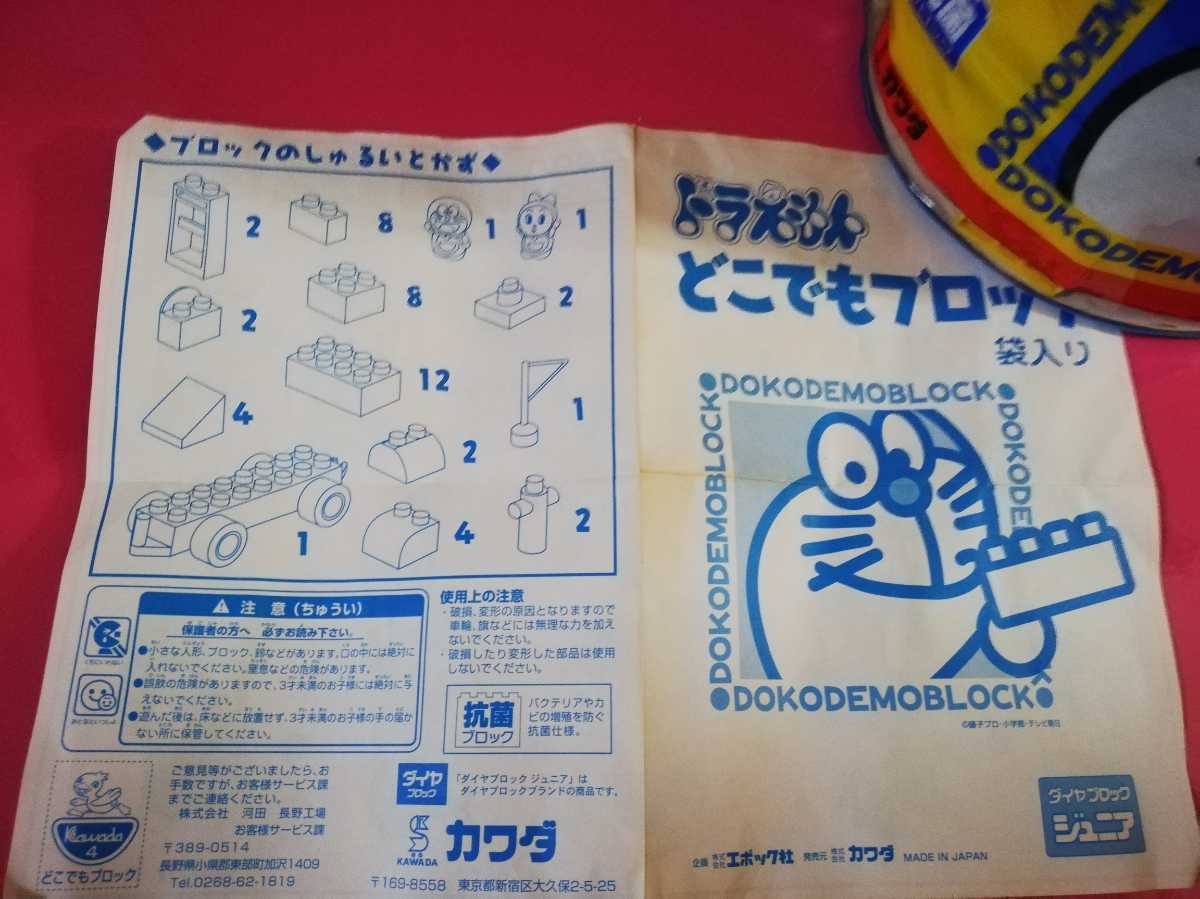 ◆ブロックのしゅるいとかず◆
2
8
1
1
2
8
2
12
4
1
2
1
4
2
⚠ 注意(ちゅうい)
保護者の方へ 必ずお読み下さい。
●小さな人形、ブロック、鈴などがあります。口の中には絶対に
入れないでください。窒息などの危険があります。
●誤飲の危険がありますので、3才未満のお子様には絶対に与
えないでください。
●遊んだ後は、床などに放置せず、3才未満のお子様の手の届か
ない所に保管してください。
使用上の注意
・破損、変形の原因となりますので
車輪、旗などには無理な力を加え
ないでください。
・破損したり変形した部品は使用
しないでください。
抗菌
ブロック
バクテリアやカ
ビの増殖を防ぐ
抗菌仕様。
Kawada
4
どこでもブロック
ご意見等がございましたら、お
手数ですが、お客様サービス課
までご連絡ください。
株式会社 河田 長野工場
お客様サービス課
〒389-0514
長野県小県郡東部町加沢1409
Tel.0268-62-1819
ダイヤ
ブロック
「ダイヤブロック ジュニア」は
ダイヤブロックブランドの商品です。
KAWADA
カワダ
〒169-8558 東京都新宿区大久保2-5-25
ドラえもん
どこでもブロック
袋入り
●DOKODEMOBLOCK
●DOKODE
DOKODEMOBLOCK●
●DOKODEMOBLOCK●
©藤子プロ・小学館・テレビ朝日
ダイヤブロック
ジュニア
企画 株式会社エポック社 発売元 株式会社カワダ MADE IN JAPAN
カワダ
●DOKODEM
DOKODEM